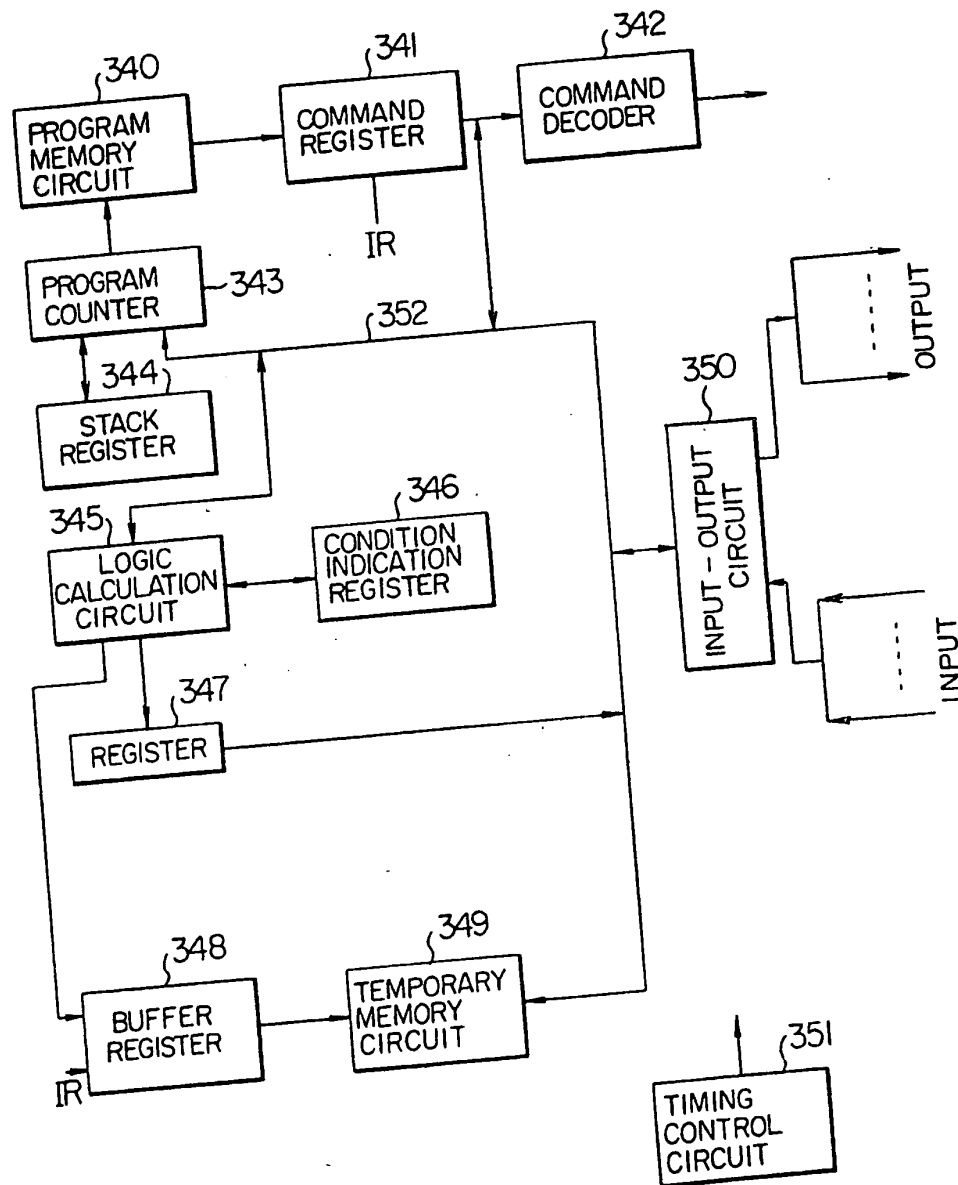 340
PROGRAM
MEMORY
CIRCUIT
341
COMMAND
REGISTER
342
COMMAND
DECODER
IR
PROGRAM
COUNTER
343
352
344
STACK
REGISTER
345
LOGIC
CALCULATION
CIRCUIT
346
CONDITION
INDICATION
REGISTER
347
REGISTER
350
INPUT-OUTPUT
CIRCUIT
OUTPUT
INPUT
348
BUFFER
REGISTER
IR
349
TEMPORARY
MEMORY
CIRCUIT
351
TIMING
CONTROL
CIRCUIT